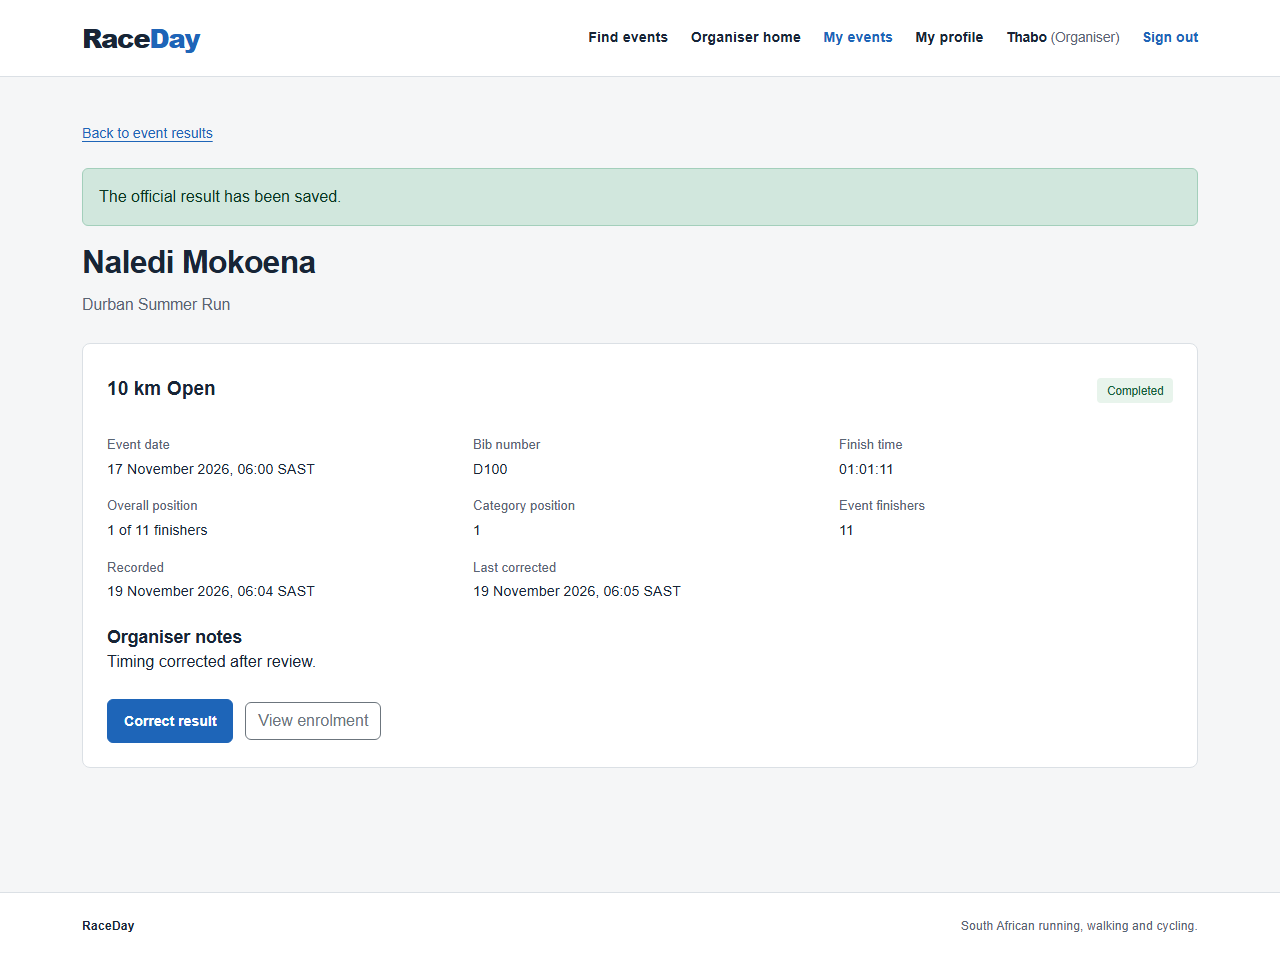 RaceDay
Find events
Organiser home
My events
My profile
Thabo (Organiser)
Sign out
Back to event results
The official result has been saved.
Naledi Mokoena
Durban Summer Run
10 km Open
Completed
Event date
17 November 2026, 06:00 SAST
Bib number
D100
Finish time
01:01:11
Overall position
1 of 11 finishers
Category position
1
Event finishers
11
Recorded
19 November 2026, 06:04 SAST
Last corrected
19 November 2026, 06:05 SAST
Organiser notes
Timing corrected after review.
Correct result
View enrolment
RaceDay
South African running, walking and cycling.